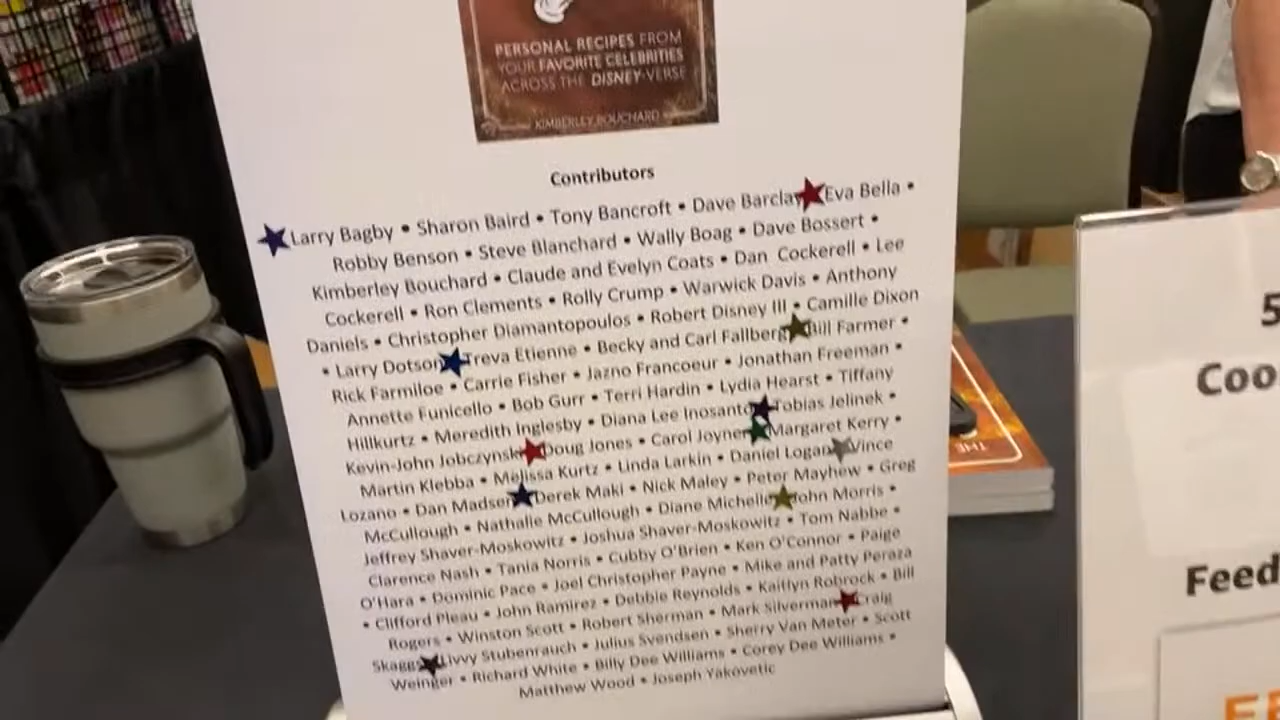 PERSONAL RECIPES FROM
YOUR FAVORITE CELEBRITIES
ACROSS THE DISNEY-VERSE
KIMBERLEY BOUCHARD
Contributors
Larry Bagby • Sharon Baird • Tony Bancroft • Dave Barclay Eva Bella •
Robby Benson • Steve Blanchard • Wally Boag • Dave Bossert •
Kimberley Bouchard • Claude and Evelyn Coats • Dan Cockerell • Lee
Cockerell • Ron Clements • Rolly Crump • Warwick Davis • Anthony
Daniels • Christopher Diamantopoulos • Robert Disney III • Camille Dixon
• Larry Dotson Treva Etienne • Becky and Carl Fallberg Bill Farmer •
Rick Farmiloe • Carrie Fisher • Jazno Francoeur • Jonathan Freeman •
Annette Funicello • Bob Gurr • Terri Hardin • Lydia Hearst • Tiffany
Hillkurtz • Meredith Inglesby • Diana Lee Inosanto Tobias Jelinek •
Kevin-John Jobczynski Doug Jones • Carol Joyner Margaret Kerry •
Martin Klebba • Melissa Kurtz • Linda Larkin • Daniel Logan Vince
Lozano • Dan Madsen Derek Maki • Nick Maley • Peter Mayhew • Greg
McCullough • Nathalie McCullough • Diane Michelle John Morris •
Jeffrey Shaver-Moskowitz • Joshua Shaver-Moskowitz • Tom Nabbe •
Clarence Nash • Tania Norris • Cubby O'Brien • Ken O'Connor • Paige
O'Hara • Dominic Pace • Joel Christopher Payne • Mike and Patty Peraza
• Clifford Pleau • John Ramirez • Debbie Reynolds • Kaitlyn Robrock • Bill
Rogers • Winston Scott • Robert Sherman • Mark Silverman Craig
Skaggs Livvy Stubenrauch • Julius Svendsen • Sherry Van Meter • Scott
Weinger • Richard White • Billy Dee Williams • Corey Dee Williams •
Matthew Wood • Joseph Yakovetic
THE
5
Coo
Feed